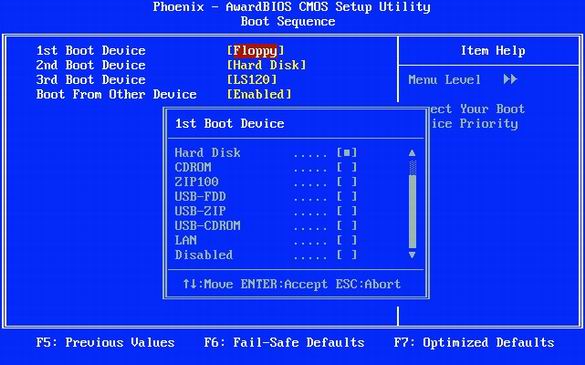 Phoenix - AwardBIOS CMOS Setup Utility
Boot Sequence
1st Boot Device [Floppy]
2nd Boot Device [Hard Disk]
3rd Boot Device [LS120]
Boot From Other Device [Enabled]
Item Help
Menu Level ▶▶
ect Your Boot
ice Priority
1st Boot Device
Hard Disk ..... [■]
CDROM ..... [ ]
ZIP100 ..... [ ]
USB-FDD ..... [ ]
USB-ZIP ..... [ ]
USB-CDROM ..... [ ]
LAN ..... [ ]
Disabled ..... [ ]
↑↓:Move ENTER:Accept ESC:Abort
F5: Previous Values F6: Fail-Safe Defaults F7: Optimized Defaults